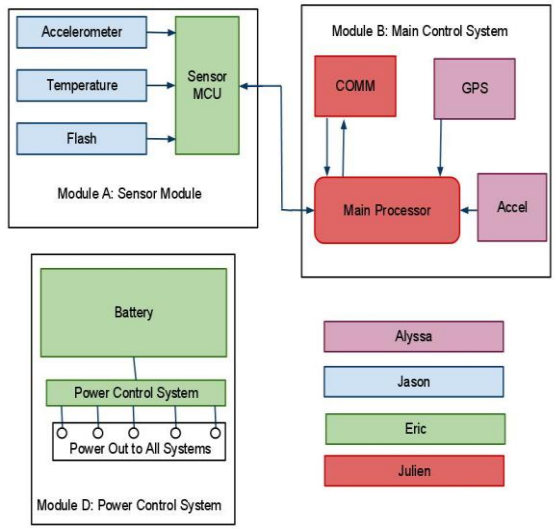 Accelerometer
Temperature
Flash
Sensor
MCU
Module A: Sensor Module
Module B: Main Control System
COMM
GPS
Main Processor
Accel
Battery
Power Control System
Power Out to All Systems
Module D: Power Control System
Alyssa
Jason
Eric
Julien